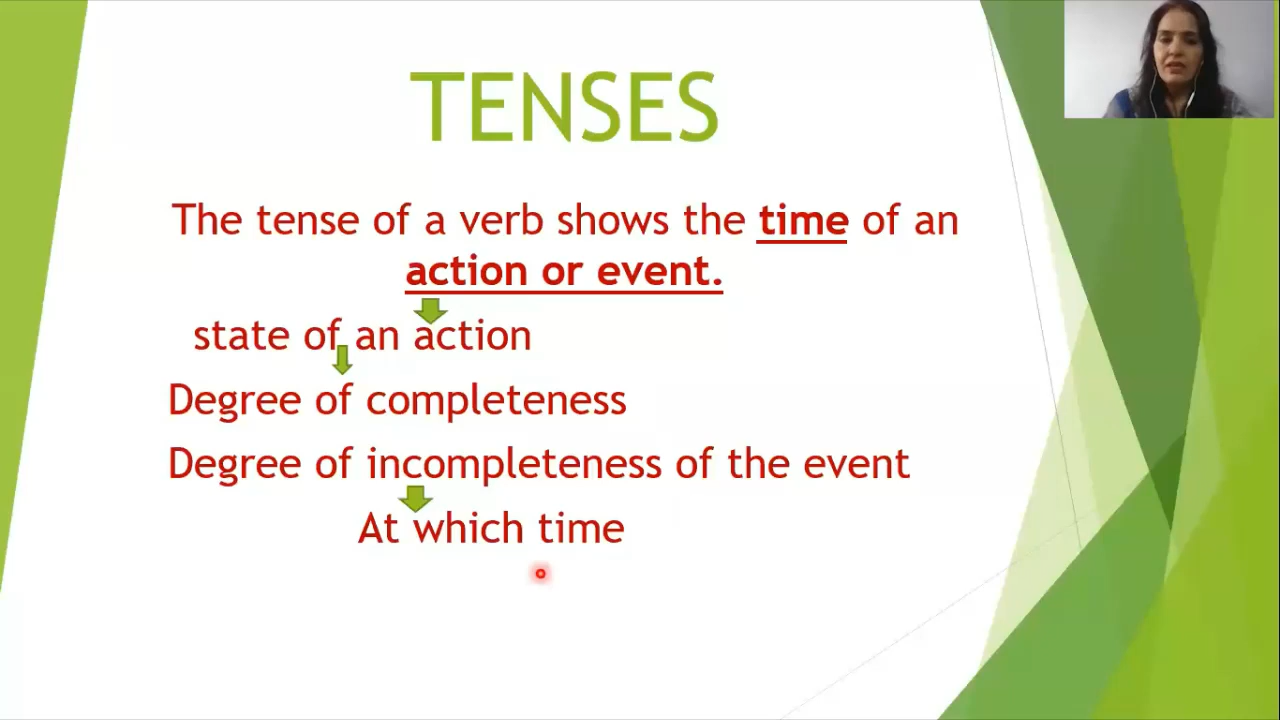 TENSES
The tense of a verb shows the time of an
action or event.
state of an action
Degree of completeness
Degree of incompleteness of the event
At which time